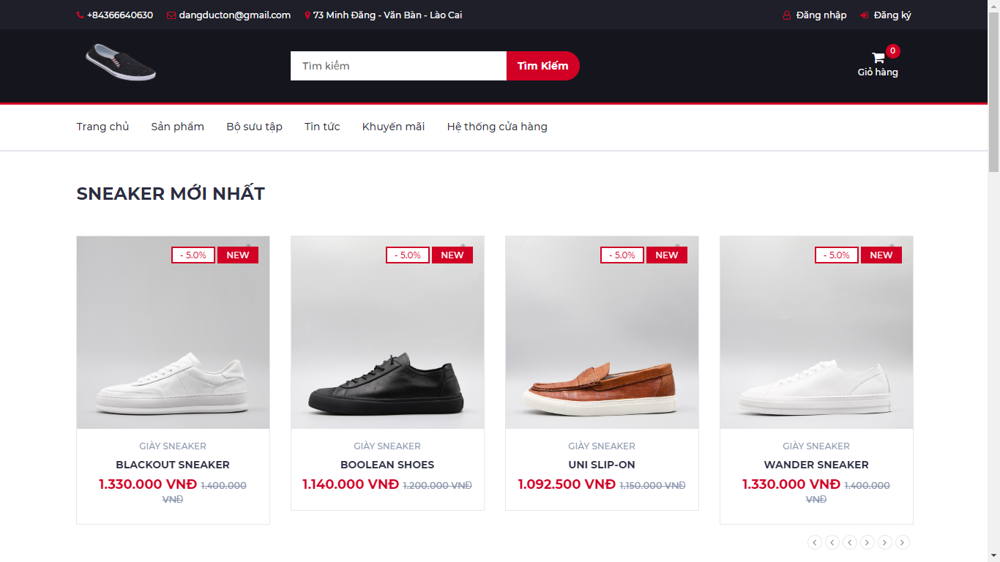 +84366640630 dangducton@gmail.com 73 Minh Đăng - Văn Bàn - Lào Cai Đăng nhập Đăng ký
Tìm kiếm Tìm Kiếm 0
Giỏ hàng
Trang chủ Sản phẩm Bộ sưu tập Tin tức Khuyến mãi Hệ thống cửa hàng
SNEAKER MỚI NHẤT
- 5.0% NEW
GIÀY SNEAKER
BLACKOUT SNEAKER
1.330.000 VNĐ 1.400.000
VNĐ
- 5.0% NEW
GIÀY SNEAKER
BOOLEAN SHOES
1.140.000 VNĐ 1.200.000 VNĐ
- 5.0% NEW
GIÀY SNEAKER
UNI SLIP-ON
1.092.500 VNĐ 1.150.000 VNĐ
- 5.0% NEW
GIÀY SNEAKER
WANDER SNEAKER
1.330.000 VNĐ 1.400.000
VNĐ